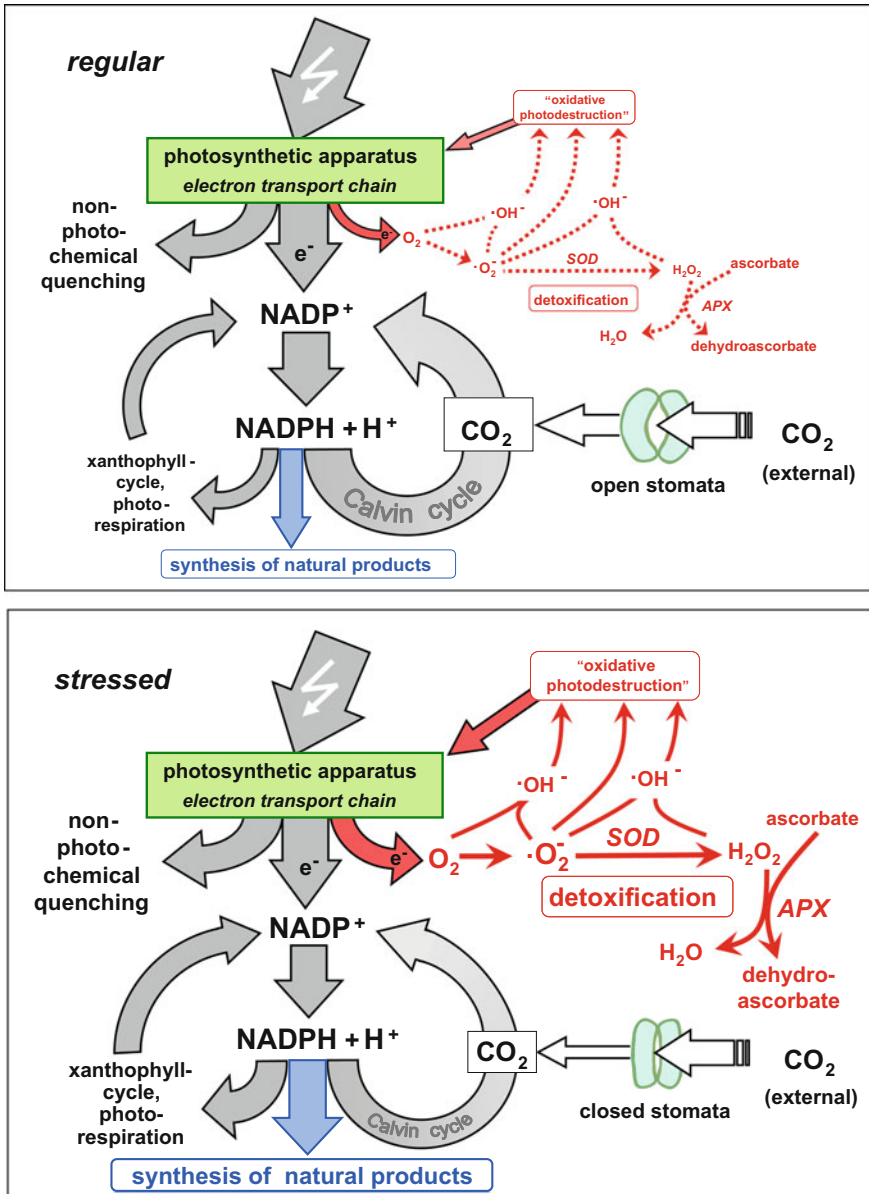 regular
"oxidative
photodestruction"
photosynthetic apparatus
electron transport chain
non-
photo-
chemical
quenching
e-
e-
O2
·OH-
·O2-
·OH-
SOD
H2O2
ascorbate
detoxification
APX
H2O
dehydroascorbate
NADP+
NADPH + H+
CO2
CO2
(external)
open stomata
xanthophyll-
cycle,
photo-
respiration
Calvin cycle
synthesis of natural products
stressed
"oxidative
photodestruction"
photosynthetic apparatus
electron transport chain
non-
photo-
chemical
quenching
e-
e-
O2
·OH-
·O2-
·OH-
SOD
H2O2
ascorbate
detoxification
APX
H2O
dehydro-
ascorbate
NADP+
NADPH + H+
CO2
CO2
(external)
closed stomata
xanthophyll-
cycle,
photo-
respiration
Calvin cycle
synthesis of natural products